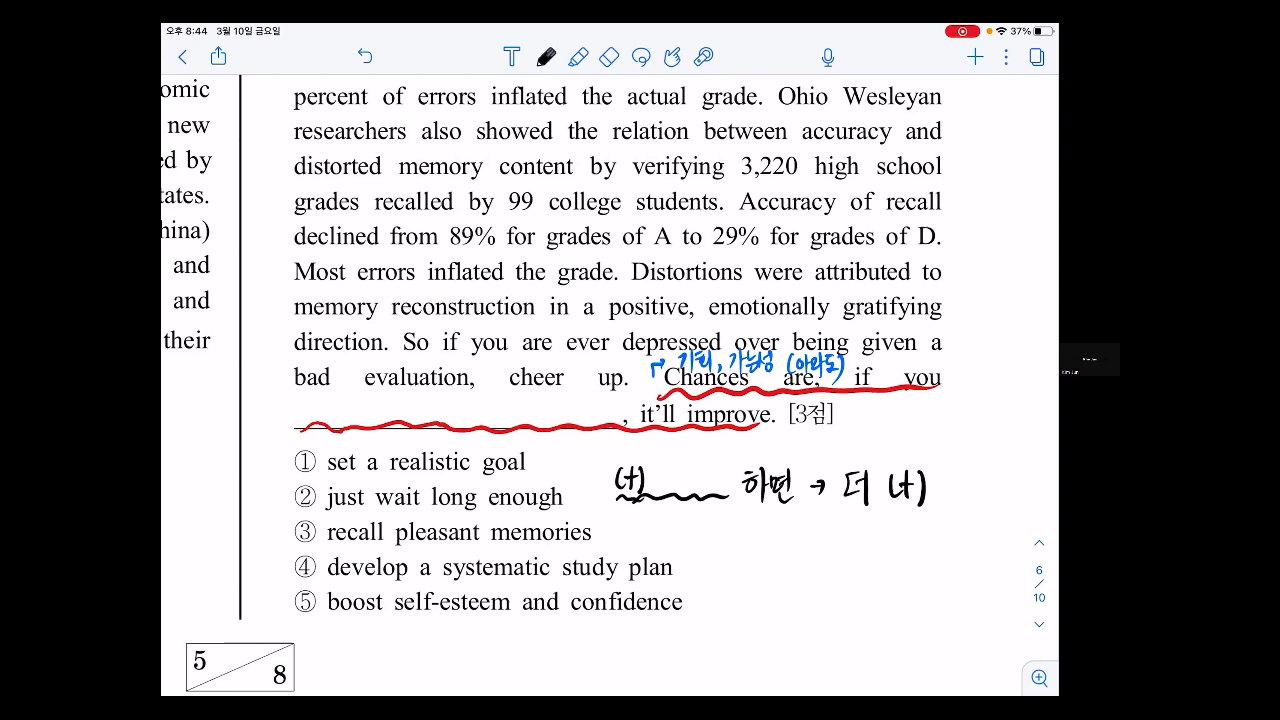 오후 8:44 3월 10일 금요일
37%
omic
new
ed by
tates.
hina)
and
and
their
percent of errors inflated the actual grade. Ohio Wesleyan
researchers also showed the relation between accuracy and
distorted memory content by verifying 3,220 high school
grades recalled by 99 college students. Accuracy of recall
declined from 89% for grades of A to 29% for grades of D.
Most errors inflated the grade. Distortions were attributed to
memory reconstruction in a positive, emotionally gratifying
direction. So if you are ever depressed over being given a
기회, 가능성 (아마도)
bad evaluation, cheer up. Chances are, if you
, it'll improve. [3점]
① set a realistic goal
② just wait long enough
③ recall pleasant memories
④ develop a systematic study plan
⑤ boost self-esteem and confidence
(+) 하면 → 더 (+)
6
10
5
8